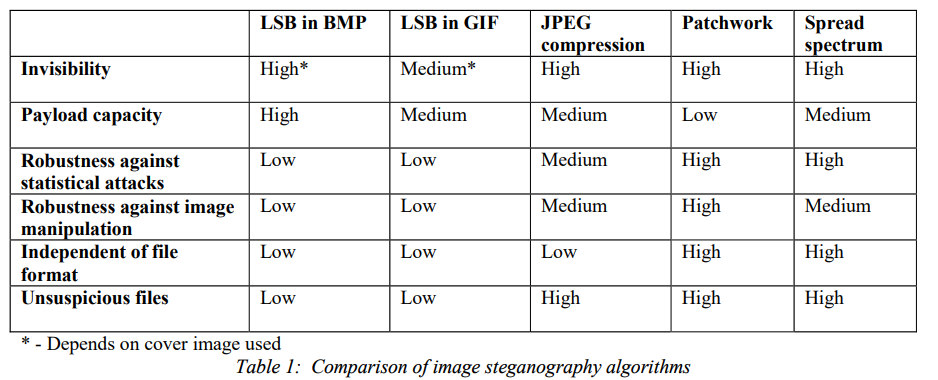 LSB in BMP LSB in GIF JPEG compression Patchwork Spread spectrum
Invisibility High* Medium* High High High
Payload capacity High Medium Medium Low Medium
Robustness against statistical attacks Low Low Medium High High
Robustness against image manipulation Low Low Medium High Medium
Independent of file format Low Low Low High High
Unsuspicious files Low Low High High High
* - Depends on cover image used
Table 1: Comparison of image steganography algorithms